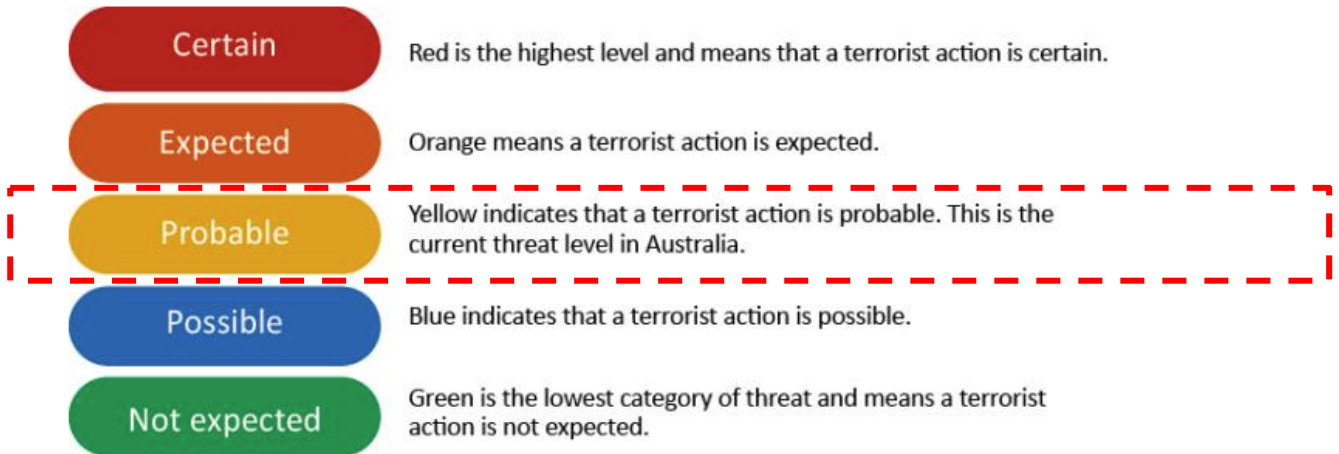 Certain
Red is the highest level and means that a terrorist action is certain.
Expected
Orange means a terrorist action is expected.
Probable
Yellow indicates that a terrorist action is probable. This is the
current threat level in Australia.
Possible
Blue indicates that a terrorist action is possible.
Not expected
Green is the lowest category of threat and means a terrorist
action is not expected.